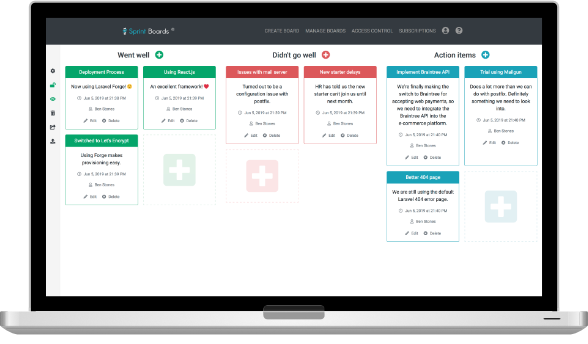 Sprint Boards
CREATE BOARD MANAGE BOARDS ACCESS CONTROL SUBSCRIPTIONS
Went well
Didn't go well
Action items
Deployment Process
Now using Laravel Forge! 🙂
Jun 5, 2019 at 21:38 PM
Ben Stones
Edit Delete
Using React.js
An excellent framework! ❤️
Jun 5, 2019 at 21:39 PM
Ben Stones
Edit Delete
Switched to Let's Encrypt
Using Forge makes
provisioning easy.
Jun 5, 2019 at 21:39 PM
Ben Stones
Edit Delete
Issues with mail server
Turned out to be a
configuration issue with
postfix.
Jun 5, 2019 at 21:39 PM
Ben Stones
Edit Delete
New starter delays
HR has told us the new
starter can't join us until
next month.
Jun 5, 2019 at 21:39 PM
Ben Stones
Edit Delete
Implement Braintree API
We're finally making the
switch to Braintree for
accepting web payments, so
we need to integrate the
Braintree API into the
e-commerce platform.
Jun 5, 2019 at 21:40 PM
Ben Stones
Edit Delete
Trial using Mailgun
Does a lot more than we can
do with postfix. Definitely
something we need to look
into.
Jun 5, 2019 at 21:40 PM
Ben Stones
Edit Delete
Better 404 page
We are still using the default
Laravel 404 error page.
Jun 5, 2019 at 21:40 PM
Ben Stones
Edit Delete